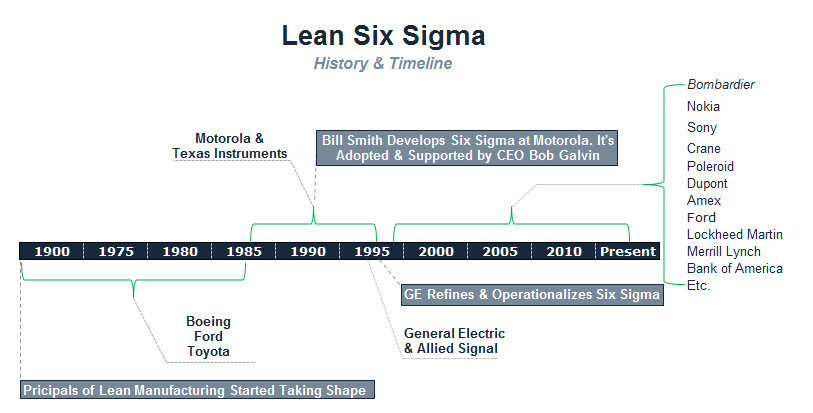 Lean Six Sigma
History & Timeline
Bombardier
Nokia
Sony
Crane
Poleroid
Dupont
Amex
Ford
Lockheed Martin
Merrill Lynch
Bank of America
Etc.
Motorola &
Texas Instruments
Bill Smith Develops Six Sigma at Motorola. It's
Adopted & Supported by CEO Bob Galvin
1900 1975 1980 1985 1990 1995 2000 2005 2010 Present
GE Refines & Operationalizes Six Sigma
Boeing
Ford
Toyota
General Electric
& Allied Signal
Pricipals of Lean Manufacturing Started Taking Shape